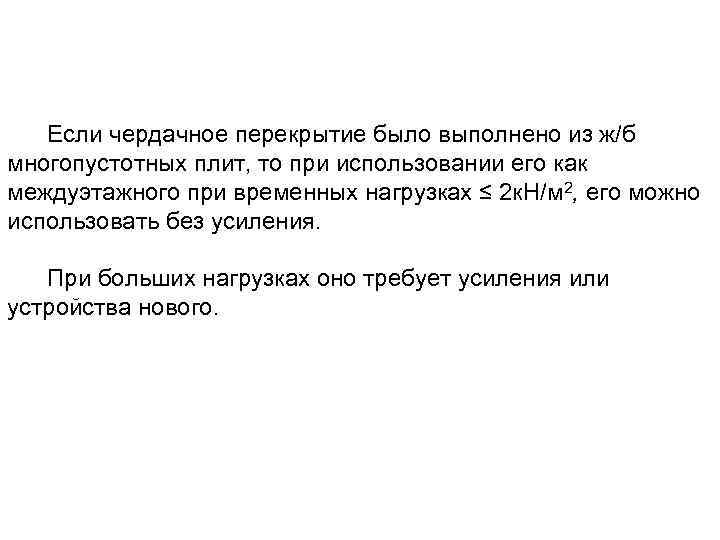 Если чердачное перекрытие было выполнено из ж/б
многопустотных плит, то при использовании его как
междуэтажного при временных нагрузках ≤ 2 к.Н/м², его можно
использовать без усиления.
При больших нагрузках оно требует усиления или
устройства нового.